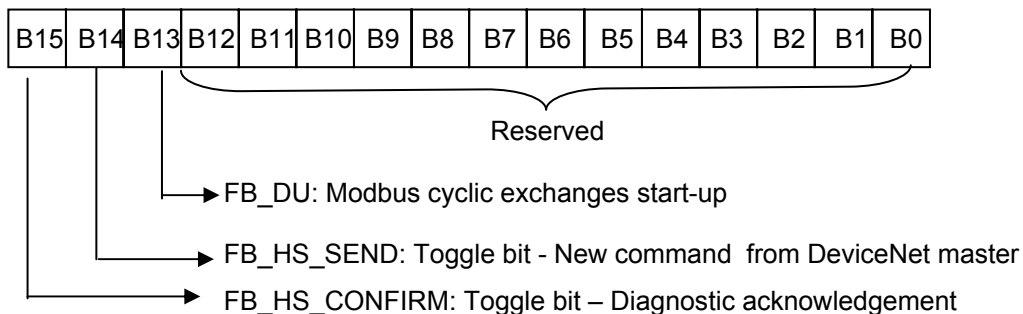 B15 B14 B13 B12 B11 B10 B9 B8 B7 B6 B5 B4 B3 B2 B1 B0
Reserved
FB_DU: Modbus cyclic exchanges start-up
FB_HS_SEND: Toggle bit - New command from DeviceNet master
FB_HS_CONFIRM: Toggle bit – Diagnostic acknowledgement